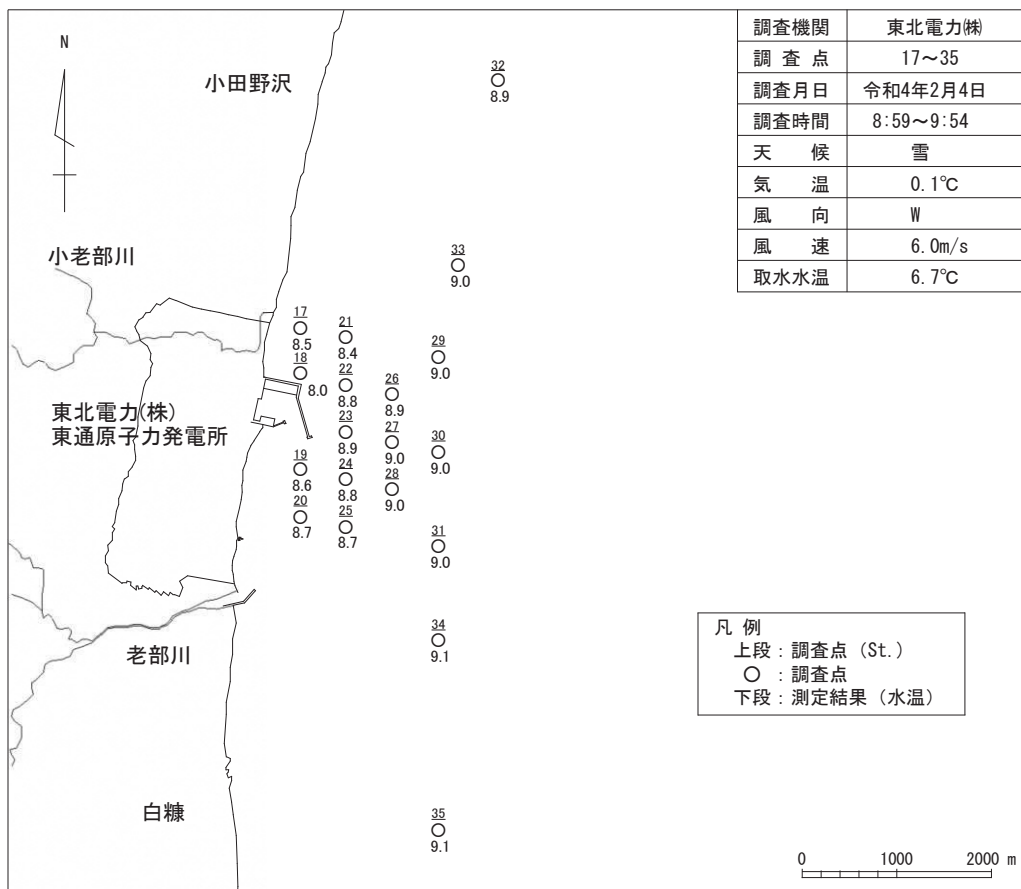 調査機関 東北電力㈱
調査点 17～35
調査月日 令和4年2月4日
調査時間 8:59～9:54
天候 雪
気温 0.1℃
風向 W
風速 6.0m/s
取水水温 6.7℃
N
小田野沢
32
8.9
小老部川
33
9.0
17
8.5
21
8.4
29
9.0
18
8.0
22
8.8
26
8.9
東北電力(株)
東通原子力発電所
23
8.9
27
9.0
30
9.0
19
8.6
24
8.8
28
9.0
20
8.7
25
8.7
31
9.0
34
9.1
老部川
凡例
上段：調査点（St.）
○：調査点
下段：測定結果（水温）
白糠
35
9.1
0 1000 2000 m